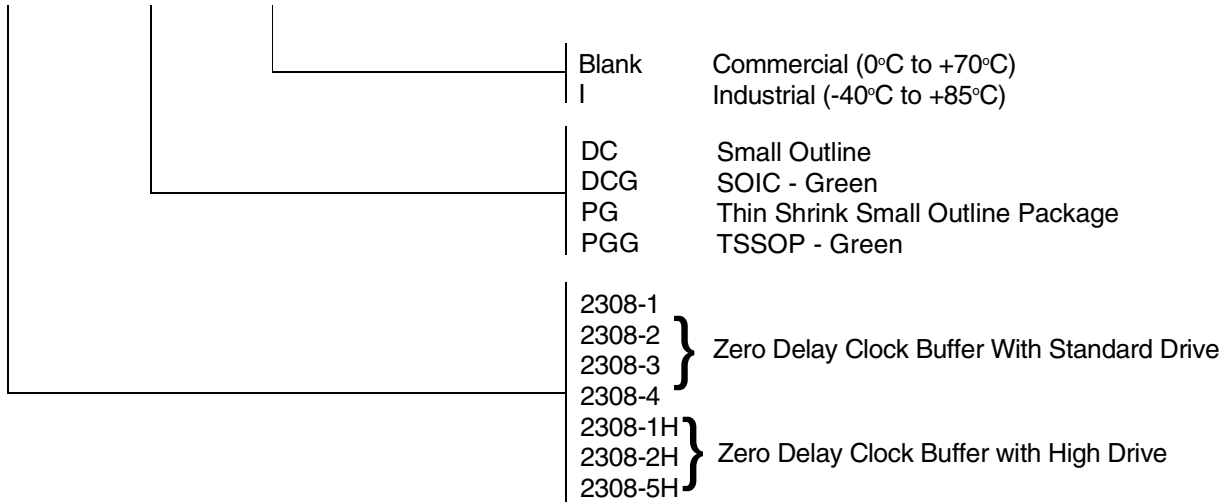 Blank Commercial (0°C to +70°C)
I Industrial (-40°C to +85°C)
DC Small Outline
DCG SOIC - Green
PG Thin Shrink Small Outline Package
PGG TSSOP - Green
2308-1
2308-2
2308-3
2308-4
Zero Delay Clock Buffer With Standard Drive
2308-1H
2308-2H
2308-5H
Zero Delay Clock Buffer with High Drive